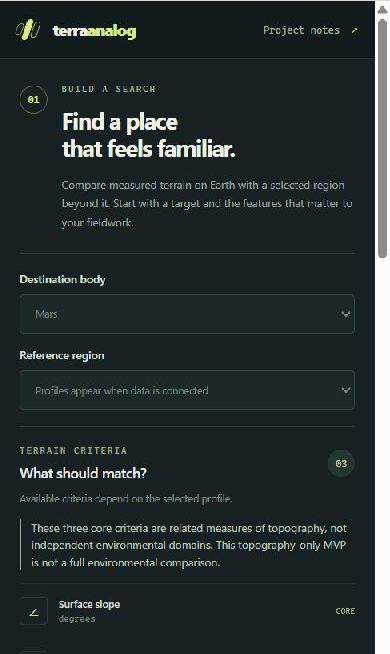 terraanalog
Project notes ↗
01
BUILD A SEARCH
Find a place
that feels familiar.
Compare measured terrain on Earth with a selected region
beyond it. Start with a target and the features that matter to
your fieldwork.
Destination body
Mars
Reference region
Profiles appear when data is connected
TERRAIN CRITERIA
03
What should match?
Available criteria depend on the selected profile.
These three core criteria are related measures of topography, not
independent environmental domains. This topography-only MVP
is not a full environmental comparison.
∠
Surface slope
CORE
degrees